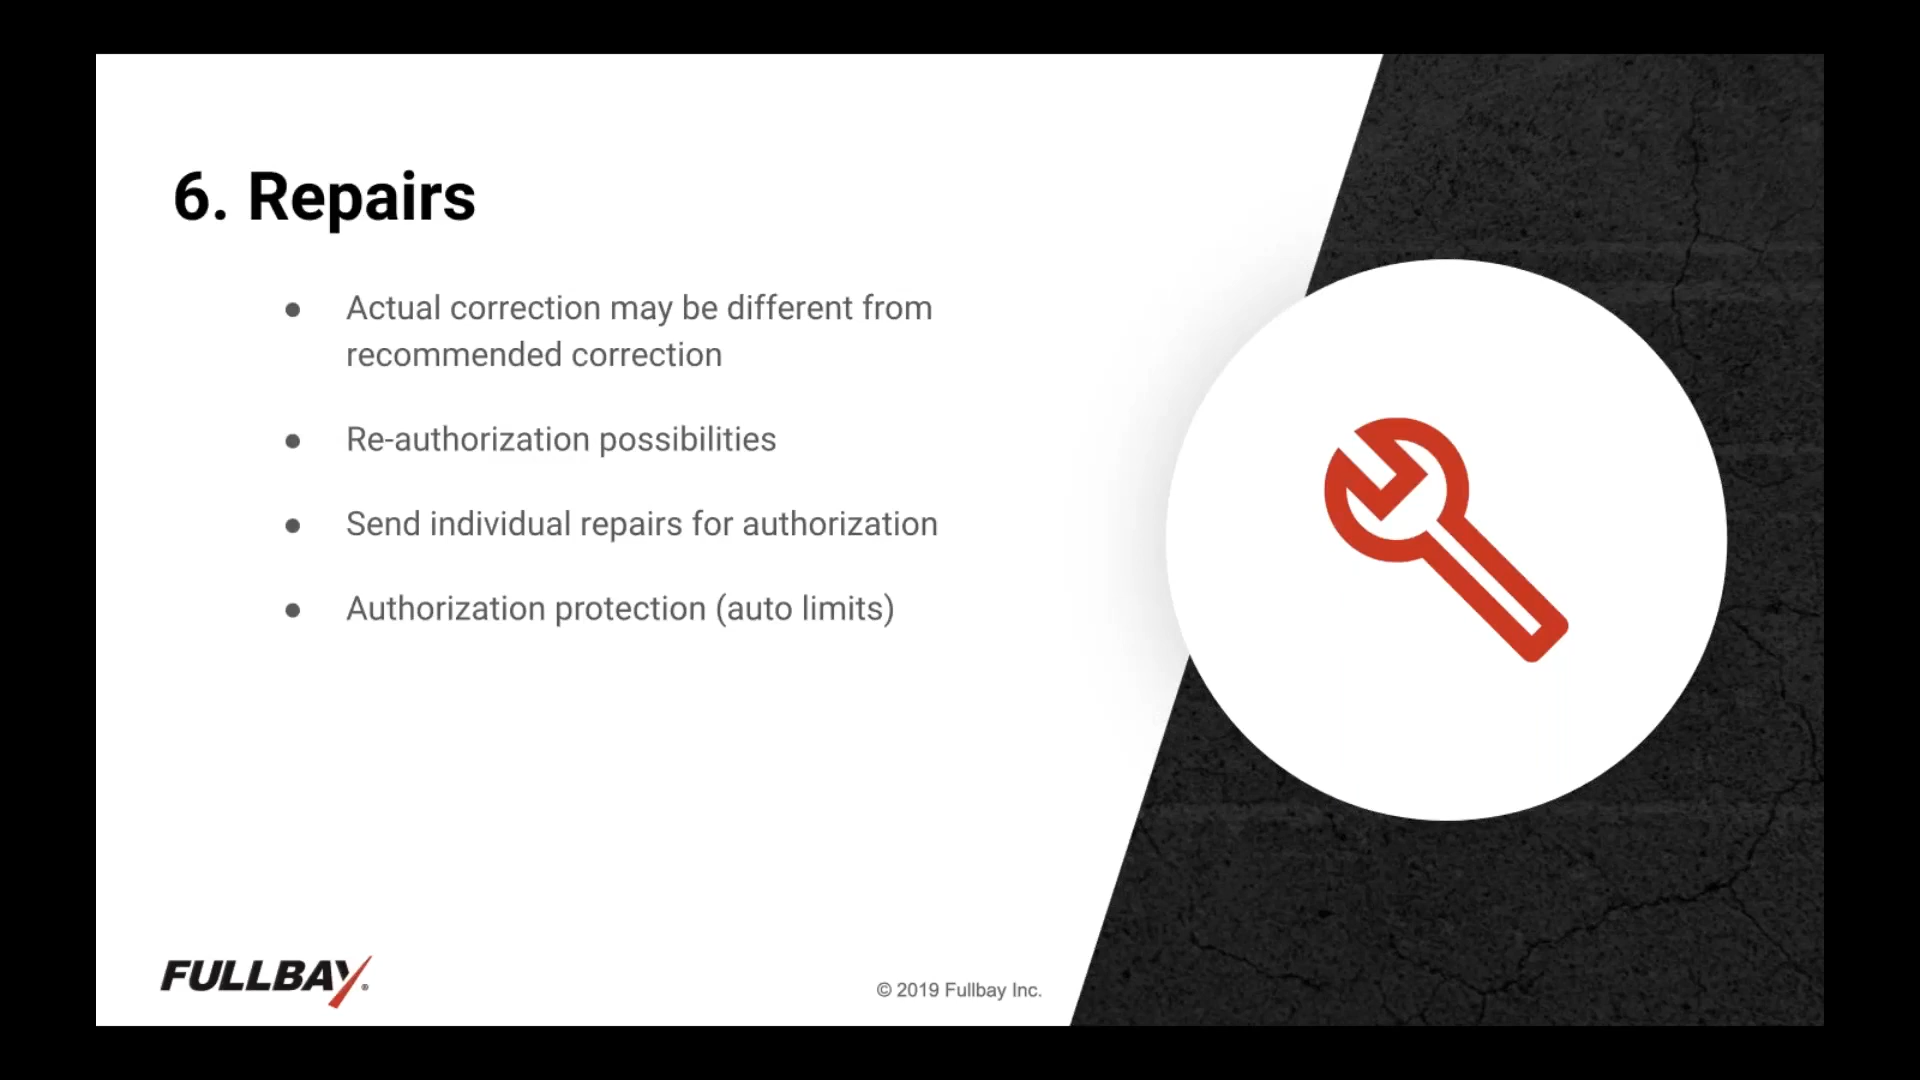 6. Repairs
● Actual correction may be different from
recommended correction
● Re-authorization possibilities
● Send individual repairs for authorization
● Authorization protection (auto limits)
FULLBAY®
© 2019 Fullbay Inc.